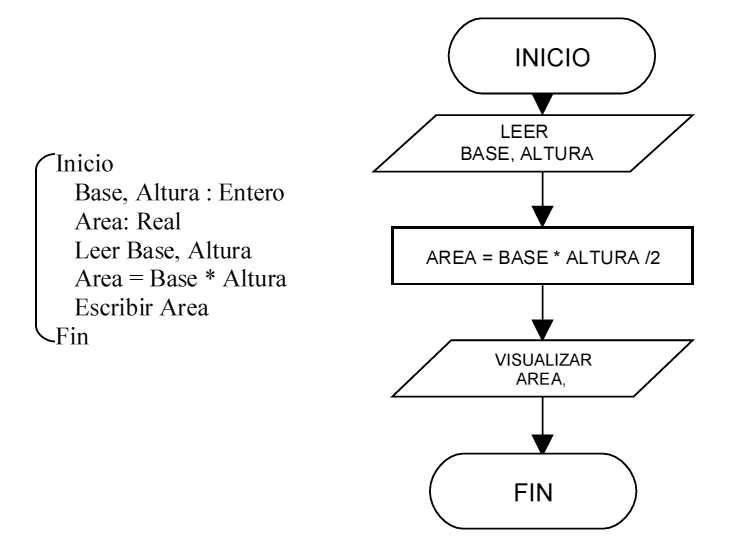 Inicio
Base, Altura : Entero
Area: Real
Leer Base, Altura
Area = Base * Altura
Escribir Area
Fin
INICIO
LEER
BASE, ALTURA
AREA = BASE * ALTURA /2
VISUALIZAR
AREA,
FIN